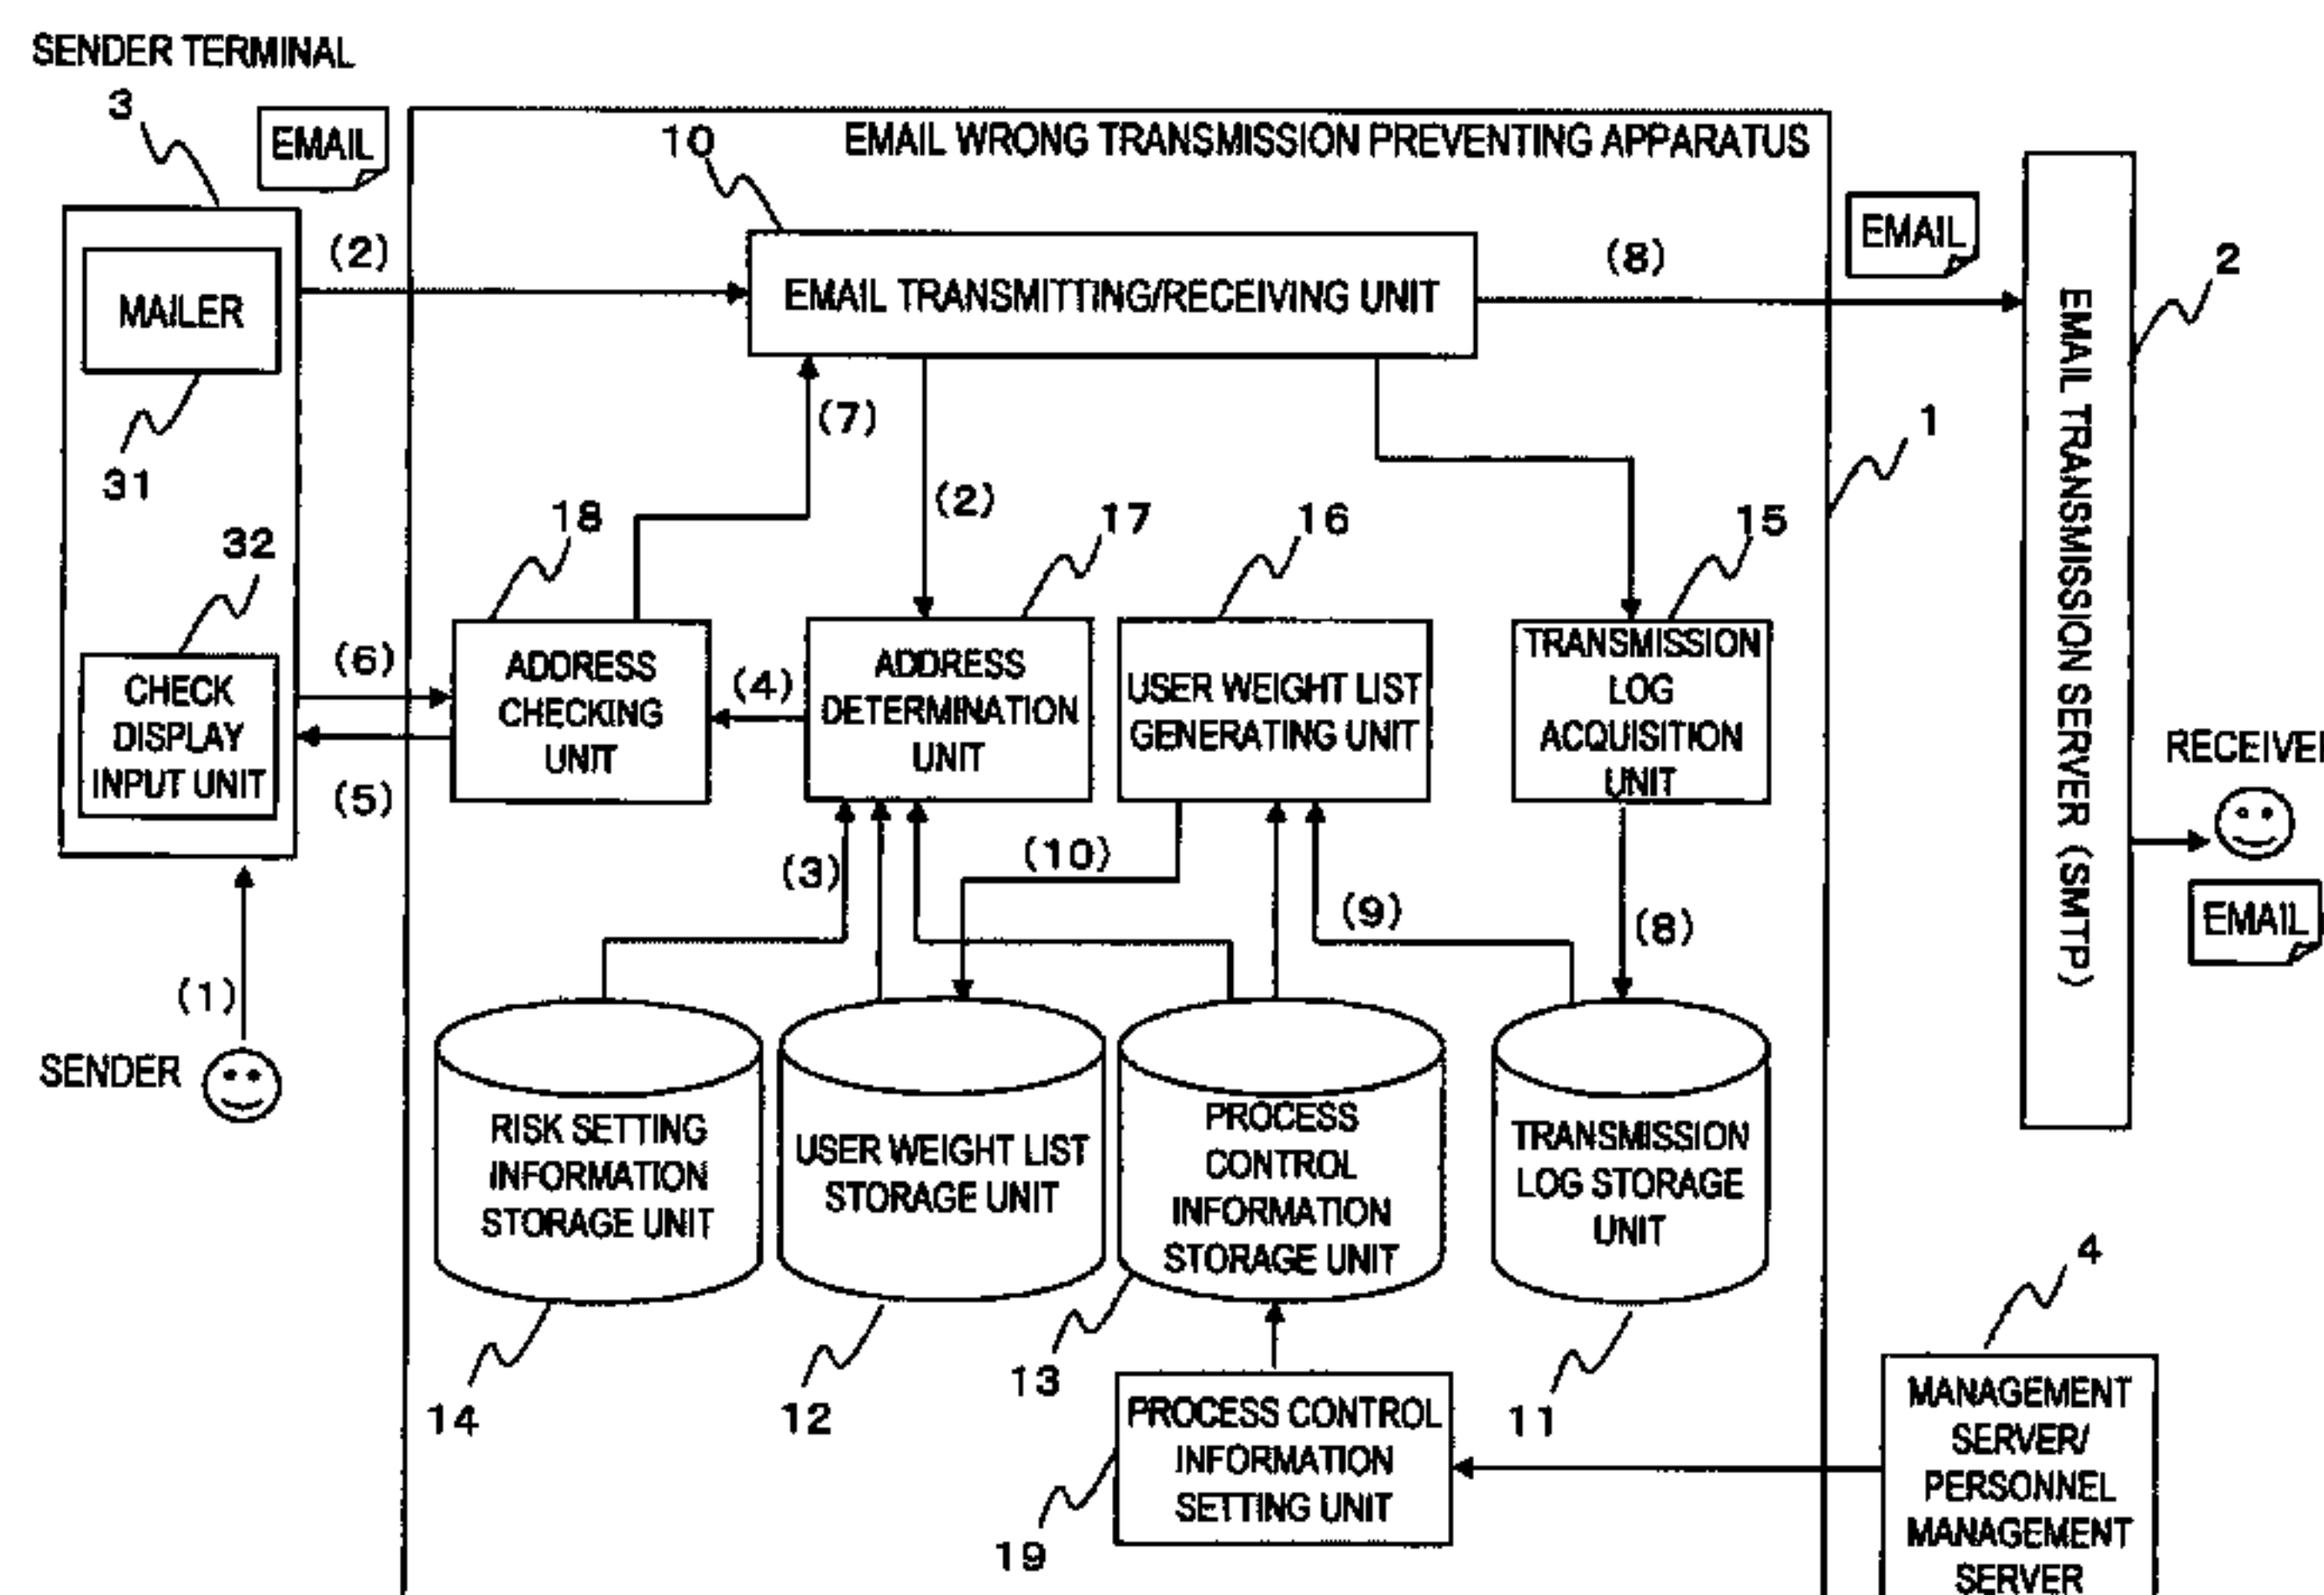 SENDER TERMINAL
3
EMAIL
10
EMAIL WRONG TRANSMISSION PREVENTING APPARATUS
EMAIL
(2)
(8)
2
MAILER
EMAIL TRANSMITTING/RECEIVING UNIT
EMAIL TRANSMISSION SERVER (SMTP)
31
(7)
1
(2)
18
17
16
15
32
CHECK
DISPLAY
INPUT UNIT
(6)
(5)
ADDRESS
CHECKING
UNIT
(4)
ADDRESS
DETERMINATION
UNIT
USER WEIGHT LIST
GENERATING UNIT
TRANSMISSION
LOG
ACQUISITION
UNIT
RECEIVE
(3)
(10)
(9)
(8)
EMAIL
(1)
SENDER
RISK SETTING
INFORMATION
STORAGE UNIT
USER WEIGHT LIST
STORAGE UNIT
PROCESS
CONTROL
INFORMATION
STORAGE UNIT
TRANSMISSION
LOG STORAGE
UNIT
4
14
12
13
11
PROCESS CONTROL
INFORMATION
SETTING UNIT
19
MANAGEMENT
SERVER/
PERSONNEL
MANAGEMENT
SERVER